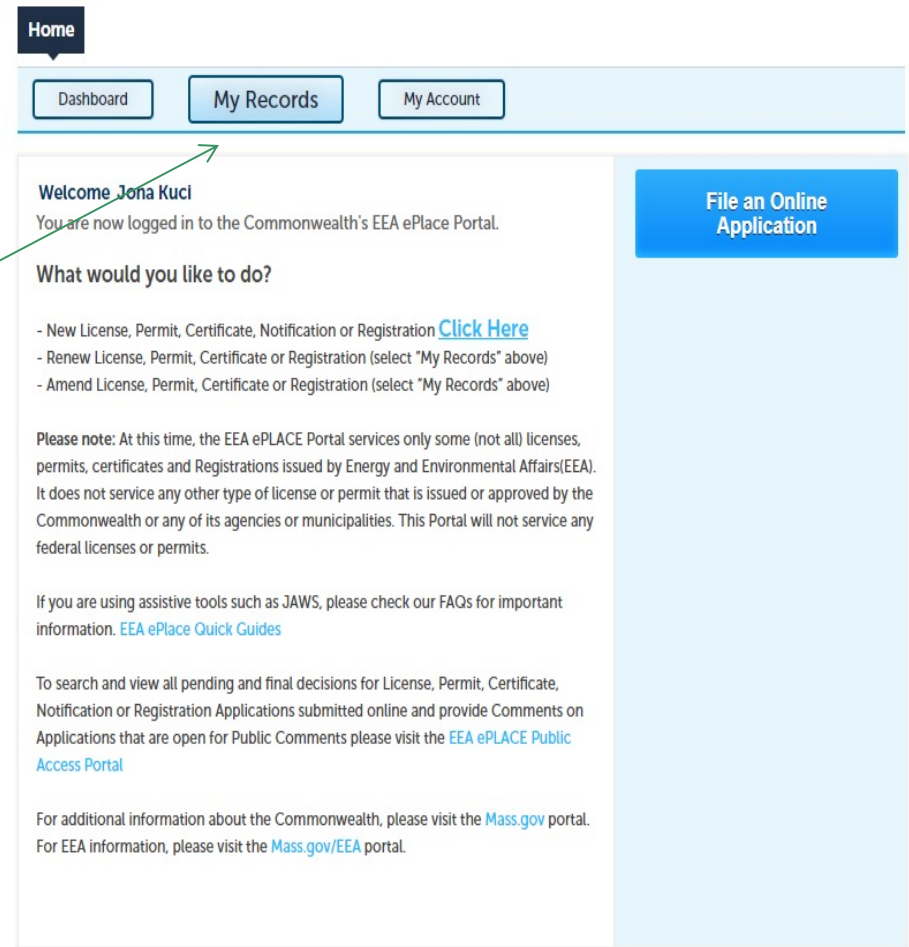 Home
Dashboard My Records My Account
Welcome Jona Kuci
You are now logged in to the Commonwealth's EEA ePlace Portal.
File an Online
Application
What would you like to do?
- New License, Permit, Certificate, Notification or Registration Click Here
- Renew License, Permit, Certificate or Registration (select "My Records" above)
- Amend License, Permit, Certificate or Registration (select "My Records" above)
Please note: At this time, the EEA ePLACE Portal services only some (not all) licenses,
permits, certificates and Registrations issued by Energy and Environmental Affairs(EEA).
It does not service any other type of license or permit that is issued or approved by the
Commonwealth or any of its agencies or municipalities. This Portal will not service any
federal licenses or permits.
If you are using assistive tools such as JAWS, please check our FAQs for important
information. EEA ePlace Quick Guides
To search and view all pending and final decisions for License, Permit, Certificate,
Notification or Registration Applications submitted online and provide Comments on
Applications that are open for Public Comments please visit the EEA ePLACE Public
Access Portal
For additional information about the Commonwealth, please visit the Mass.gov portal.
For EEA information, please visit the Mass.gov/EEA portal.